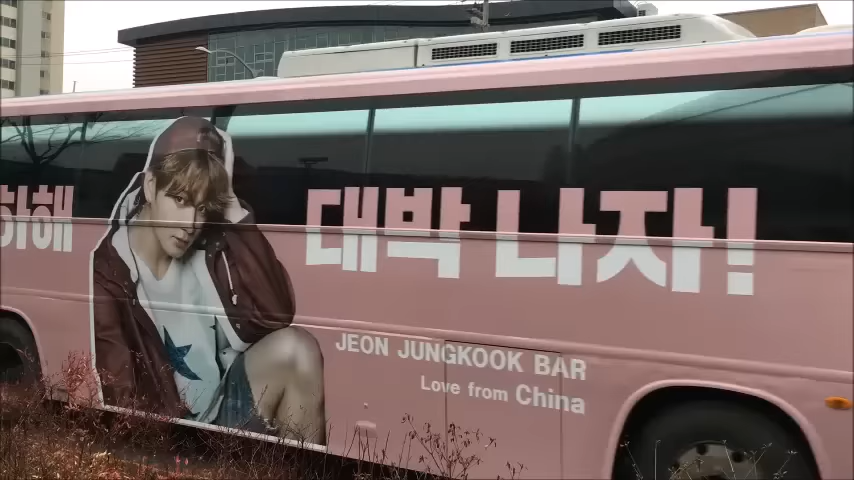 하해 대박 나자!
JEON JUNGKOOK BAR
Love from China